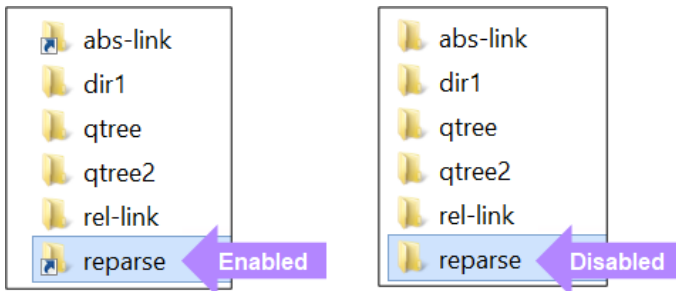 abs-link
dir1
qtree
qtree2
rel-link
reparse
Enabled
abs-link
dir1
qtree
qtree2
rel-link
reparse
Disabled